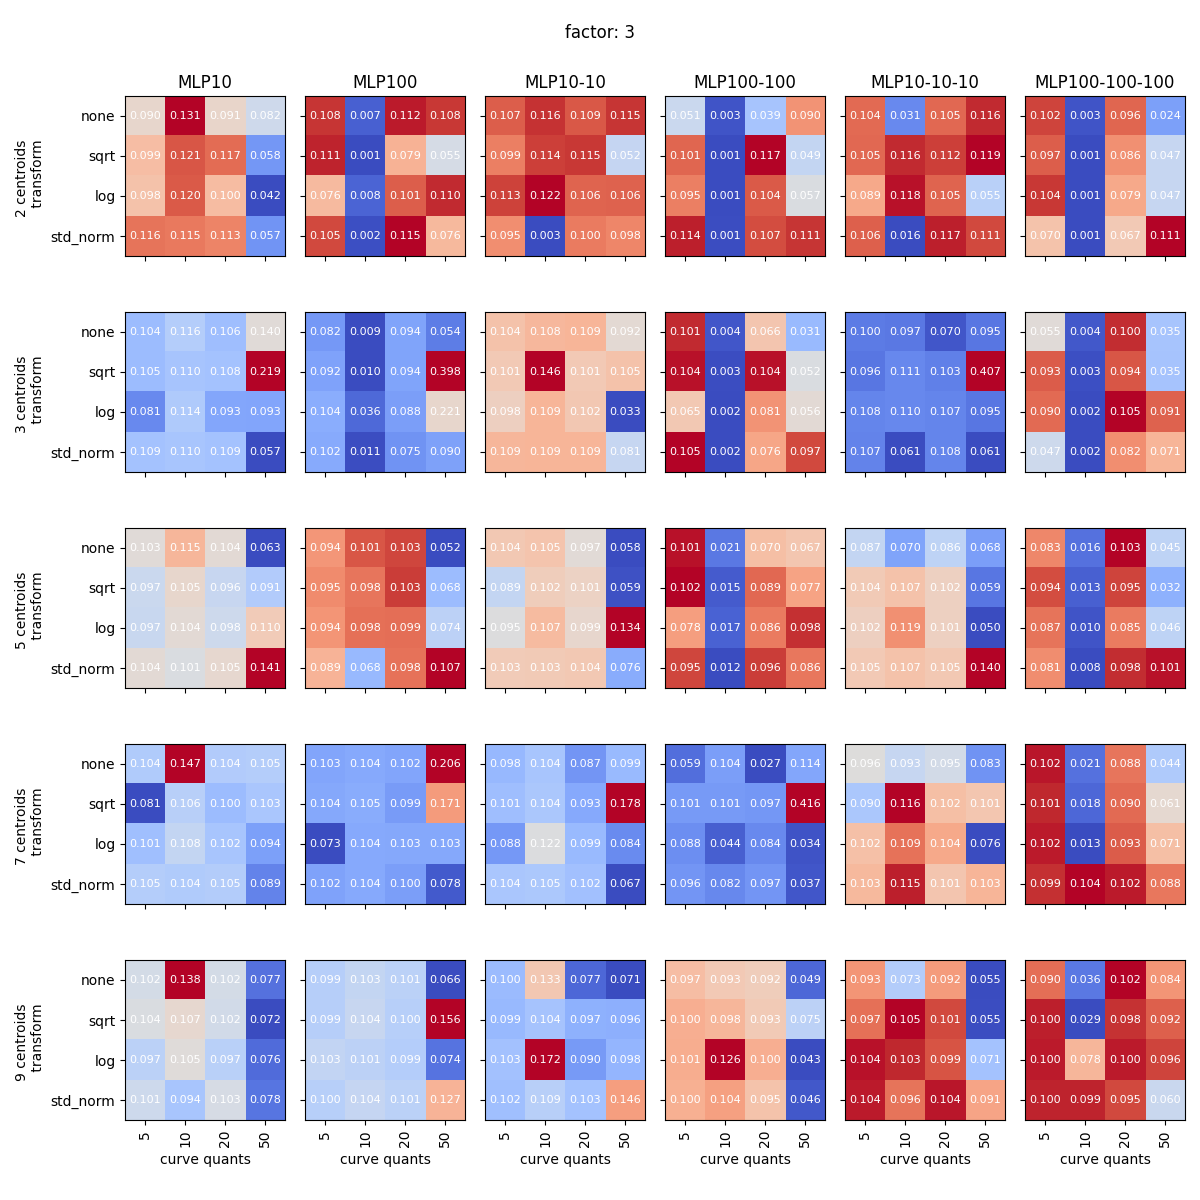 factor: 3
MLP10 MLP100 MLP10-10 MLP100-100 MLP10-10-10 MLP100-100-100
2 centroids
transform
none 0.090 0.131 0.091 0.082 0.108 0.007 0.112 0.108 0.107 0.116 0.109 0.115 0.051 0.003 0.039 0.090 0.104 0.031 0.105 0.116 0.102 0.003 0.096 0.024
sqrt 0.099 0.121 0.117 0.058 0.111 0.001 0.079 0.055 0.099 0.114 0.115 0.052 0.101 0.001 0.117 0.049 0.105 0.116 0.112 0.119 0.097 0.001 0.086 0.047
log 0.098 0.120 0.100 0.042 0.076 0.008 0.101 0.110 0.113 0.122 0.106 0.106 0.095 0.001 0.104 0.057 0.089 0.118 0.105 0.055 0.104 0.001 0.079 0.047
std_norm 0.116 0.115 0.113 0.057 0.105 0.002 0.115 0.076 0.095 0.003 0.100 0.098 0.114 0.001 0.107 0.111 0.106 0.016 0.117 0.111 0.070 0.001 0.067 0.111
3 centroids
transform
none 0.104 0.116 0.106 0.140 0.082 0.009 0.094 0.054 0.104 0.108 0.109 0.092 0.101 0.004 0.066 0.031 0.100 0.097 0.070 0.095 0.055 0.004 0.100 0.035
sqrt 0.105 0.110 0.108 0.219 0.092 0.010 0.094 0.398 0.101 0.146 0.101 0.105 0.104 0.003 0.104 0.052 0.096 0.111 0.103 0.407 0.093 0.003 0.094 0.035
log 0.081 0.114 0.093 0.093 0.104 0.036 0.088 0.221 0.098 0.109 0.102 0.033 0.065 0.002 0.081 0.056 0.108 0.110 0.107 0.095 0.090 0.002 0.105 0.091
std_norm 0.109 0.110 0.109 0.057 0.102 0.011 0.075 0.090 0.109 0.109 0.109 0.081 0.105 0.002 0.076 0.097 0.107 0.061 0.108 0.061 0.047 0.002 0.082 0.071
5 centroids
transform
none 0.103 0.115 0.104 0.063 0.094 0.101 0.103 0.052 0.104 0.105 0.097 0.058 0.101 0.021 0.070 0.067 0.087 0.070 0.086 0.068 0.083 0.016 0.103 0.045
sqrt 0.097 0.105 0.096 0.091 0.095 0.098 0.103 0.068 0.089 0.102 0.101 0.059 0.102 0.015 0.089 0.077 0.104 0.107 0.102 0.059 0.094 0.013 0.095 0.032
log 0.097 0.104 0.098 0.110 0.094 0.098 0.099 0.074 0.095 0.107 0.099 0.134 0.078 0.017 0.086 0.098 0.102 0.119 0.101 0.050 0.087 0.010 0.085 0.046
std_norm 0.104 0.101 0.105 0.141 0.089 0.068 0.098 0.107 0.103 0.103 0.104 0.076 0.095 0.012 0.096 0.086 0.105 0.107 0.105 0.140 0.081 0.008 0.098 0.101
7 centroids
transform
none 0.104 0.147 0.104 0.105 0.103 0.104 0.102 0.206 0.098 0.104 0.087 0.099 0.059 0.104 0.027 0.114 0.096 0.093 0.095 0.083 0.102 0.021 0.088 0.044
sqrt 0.081 0.106 0.100 0.103 0.104 0.105 0.099 0.171 0.101 0.104 0.093 0.178 0.101 0.101 0.097 0.416 0.090 0.116 0.102 0.101 0.101 0.018 0.090 0.061
log 0.101 0.108 0.102 0.094 0.073 0.104 0.103 0.103 0.088 0.122 0.099 0.084 0.088 0.044 0.084 0.034 0.102 0.109 0.104 0.076 0.102 0.013 0.093 0.071
std_norm 0.105 0.104 0.105 0.089 0.102 0.104 0.100 0.078 0.104 0.105 0.102 0.067 0.096 0.082 0.097 0.037 0.103 0.115 0.101 0.103 0.099 0.104 0.102 0.088
9 centroids
transform
none 0.102 0.138 0.102 0.077 0.099 0.103 0.101 0.066 0.100 0.133 0.077 0.071 0.097 0.093 0.092 0.049 0.093 0.073 0.092 0.055 0.090 0.036 0.102 0.084
sqrt 0.104 0.107 0.102 0.072 0.099 0.104 0.100 0.156 0.099 0.104 0.097 0.096 0.100 0.098 0.093 0.075 0.097 0.105 0.101 0.055 0.100 0.029 0.098 0.092
log 0.097 0.105 0.097 0.076 0.103 0.101 0.099 0.074 0.103 0.172 0.090 0.098 0.101 0.126 0.100 0.043 0.104 0.103 0.099 0.071 0.100 0.078 0.100 0.096
std_norm 0.101 0.094 0.103 0.078 0.100 0.104 0.101 0.127 0.102 0.109 0.103 0.146 0.100 0.104 0.095 0.046 0.104 0.096 0.104 0.091 0.100 0.099 0.095 0.060
5 10 20 50 5 10 20 50 5 10 20 50 5 10 20 50 5 10 20 50 5 10 20 50
curve quants curve quants curve quants curve quants curve quants curve quants